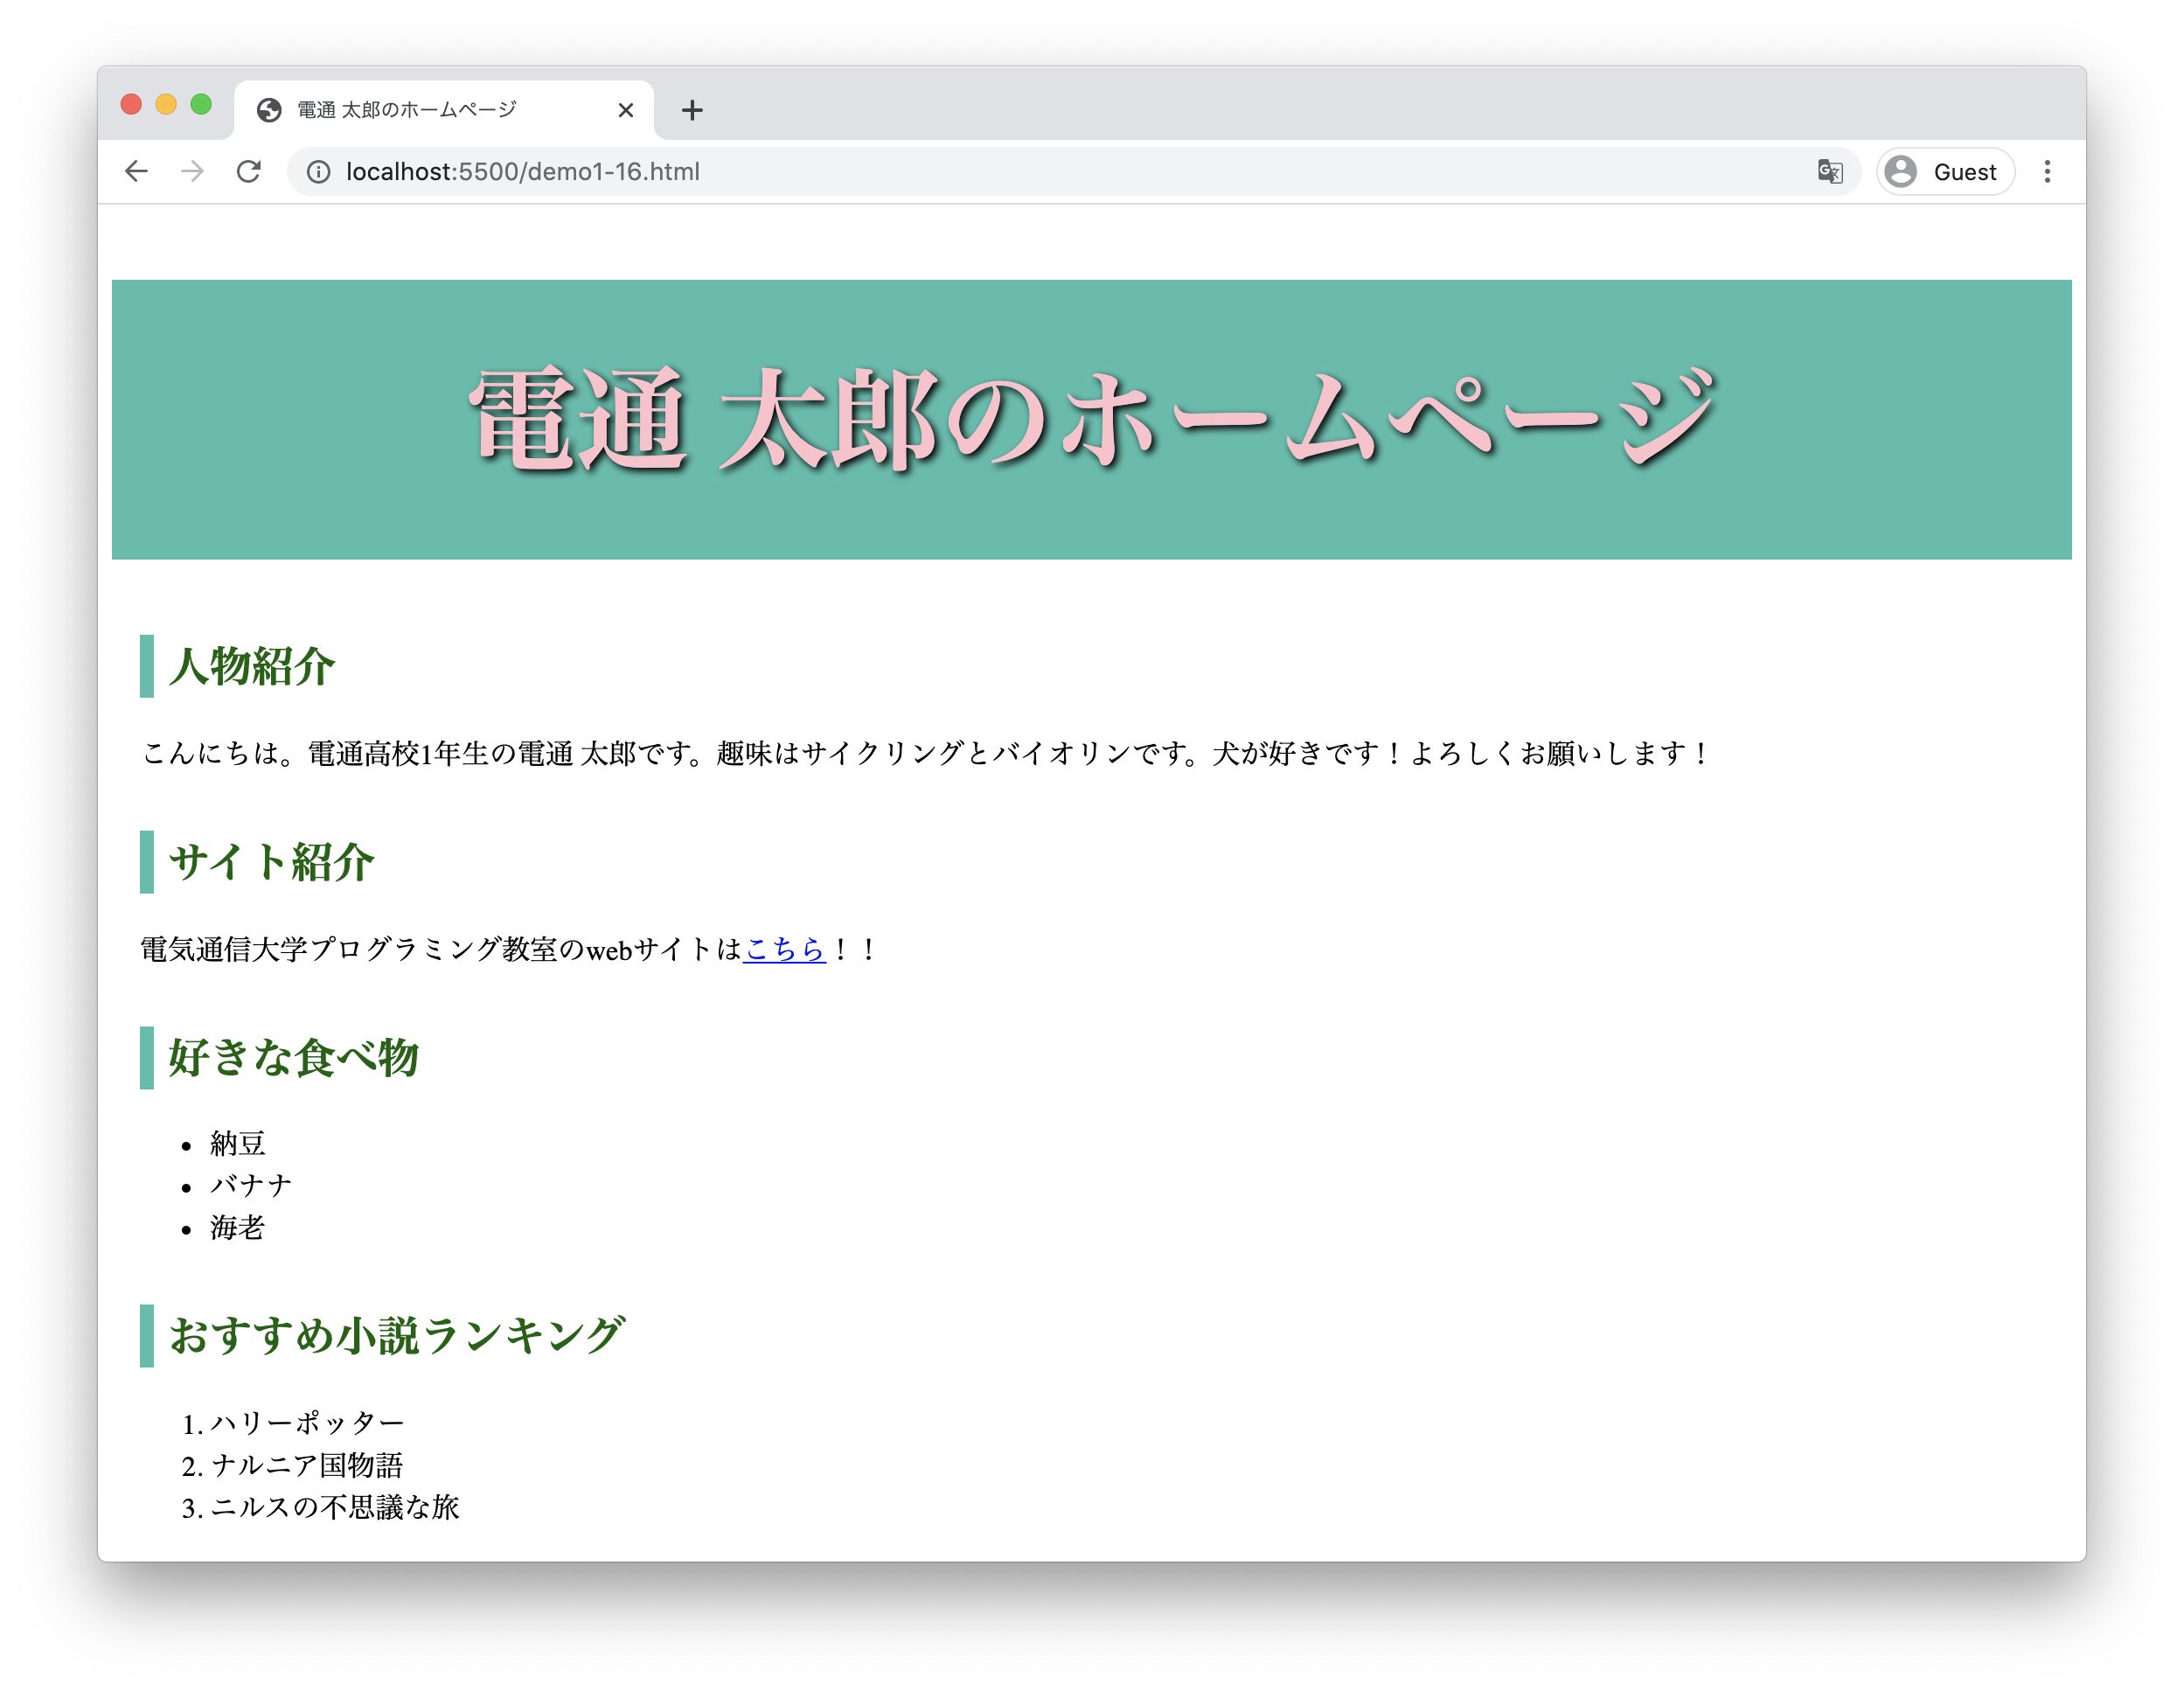 電通 太郎のホームページ
localhost:5500/demo1-16.html
Guest
電通 太郎のホームページ
人物紹介
こんにちは。電通高校1年生の電通 太郎です。趣味はサイクリングとバイオリンです。犬が好きです！よろしくお願いします！
サイト紹介
電気通信大学プログラミング教室のwebサイトはこちら！！
好きな食べ物
• 納豆
• バナナ
• 海老
おすすめ小説ランキング
1. ハリーポッター
2. ナルニア国物語
3. ニルスの不思議な旅